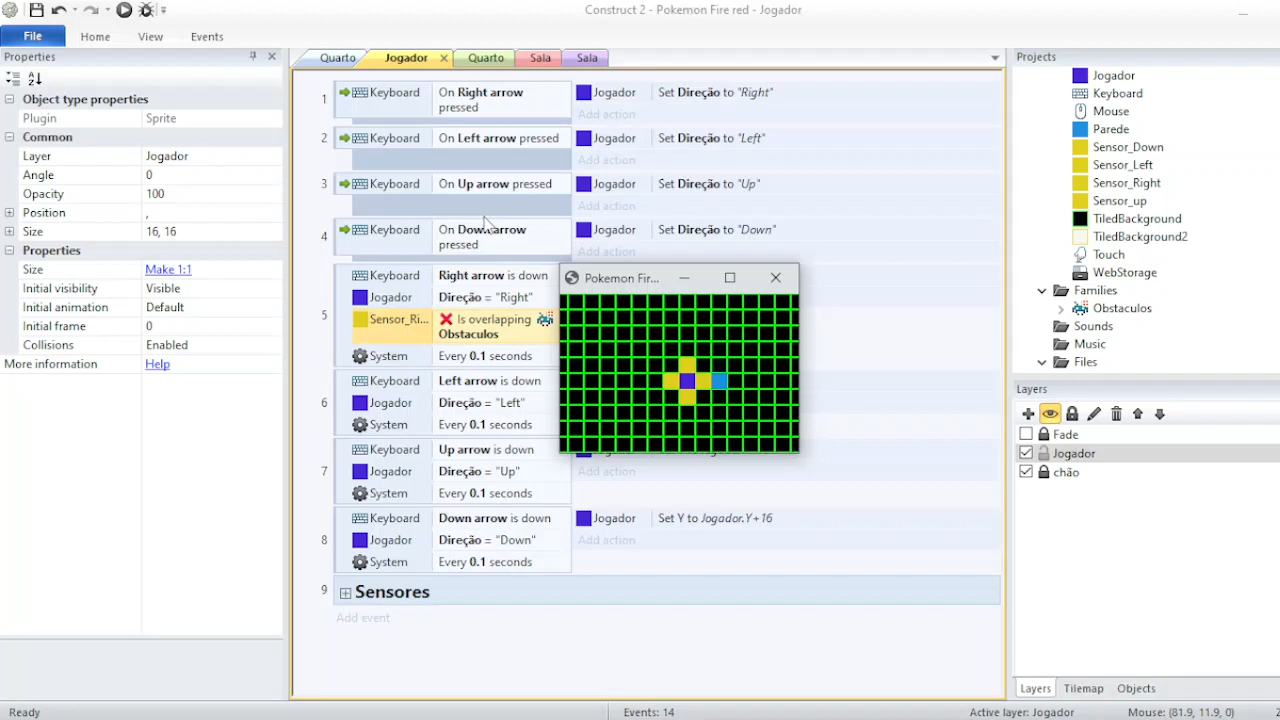 Construct 2 - Pokemon Fire red - Jogador
File
Home
View
Events
Properties
Object type properties
Plugin
Sprite
Common
Layer
Jogador
Angle
0
Opacity
100
Position
,
Size
16, 16
Properties
Size
Make 1:1
Initial visibility
Visible
Initial animation
Default
Initial frame
0
Collisions
Enabled
More information
Help
Quarto
Jogador
Quarto
Sala
Sala
1
Keyboard
On Right arrow
pressed
Jogador
Set Direção to "Right"
Add action
2
Keyboard
On Left arrow pressed
Jogador
Set Direção to "Left"
Add action
3
Keyboard
On Up arrow pressed
Jogador
Set Direção to "Up"
Add action
4
Keyboard
On Down arrow
pressed
Jogador
Set Direção to "Down"
Add action
5
Keyboard
Right arrow is down
Jogador
Direção = "Right"
Sensor_Ri...
Is overlapping
Obstaculos
System
Every 0.1 seconds
6
Keyboard
Left arrow is down
Jogador
Direção = "Left"
System
Every 0.1 seconds
7
Keyboard
Up arrow is down
Jogador
Direção = "Up"
Add action
System
Every 0.1 seconds
8
Keyboard
Down arrow is down
Jogador
Set Y to Jogador.Y+16
Jogador
Direção = "Down"
Add action
System
Every 0.1 seconds
9
Sensores
Add event
Pokemon Fir...
Projects
Jogador
Keyboard
Mouse
Parede
Sensor_Down
Sensor_Left
Sensor_Right
Sensor_up
TiledBackground
TiledBackground2
Touch
WebStorage
Families
Obstaculos
Sounds
Music
Files
Layers
Fade
Jogador
chão
Layers
Tilemap
Objects
Ready
Events: 14
Active layer: Jogador
Mouse: (81.9, 11.9, 0)